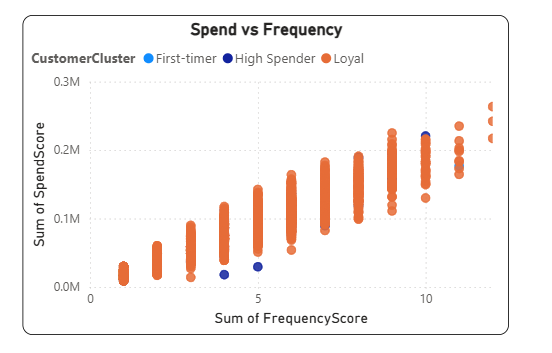 Spend vs Frequency
CustomerCluster First-timer High Spender Loyal
0.3M
0.2M
0.1M
0.0M
Sum of SpendScore
0 5 10
Sum of FrequencyScore